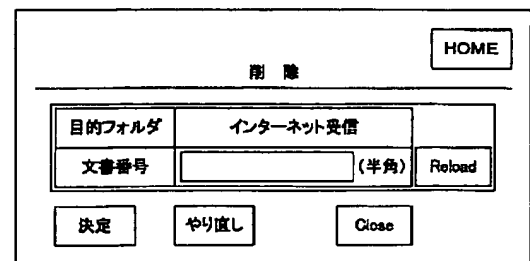 HOME
削 除
目的フォルダ インターネット受信
文書番号 (半角) Reload
決定 やり直し Close